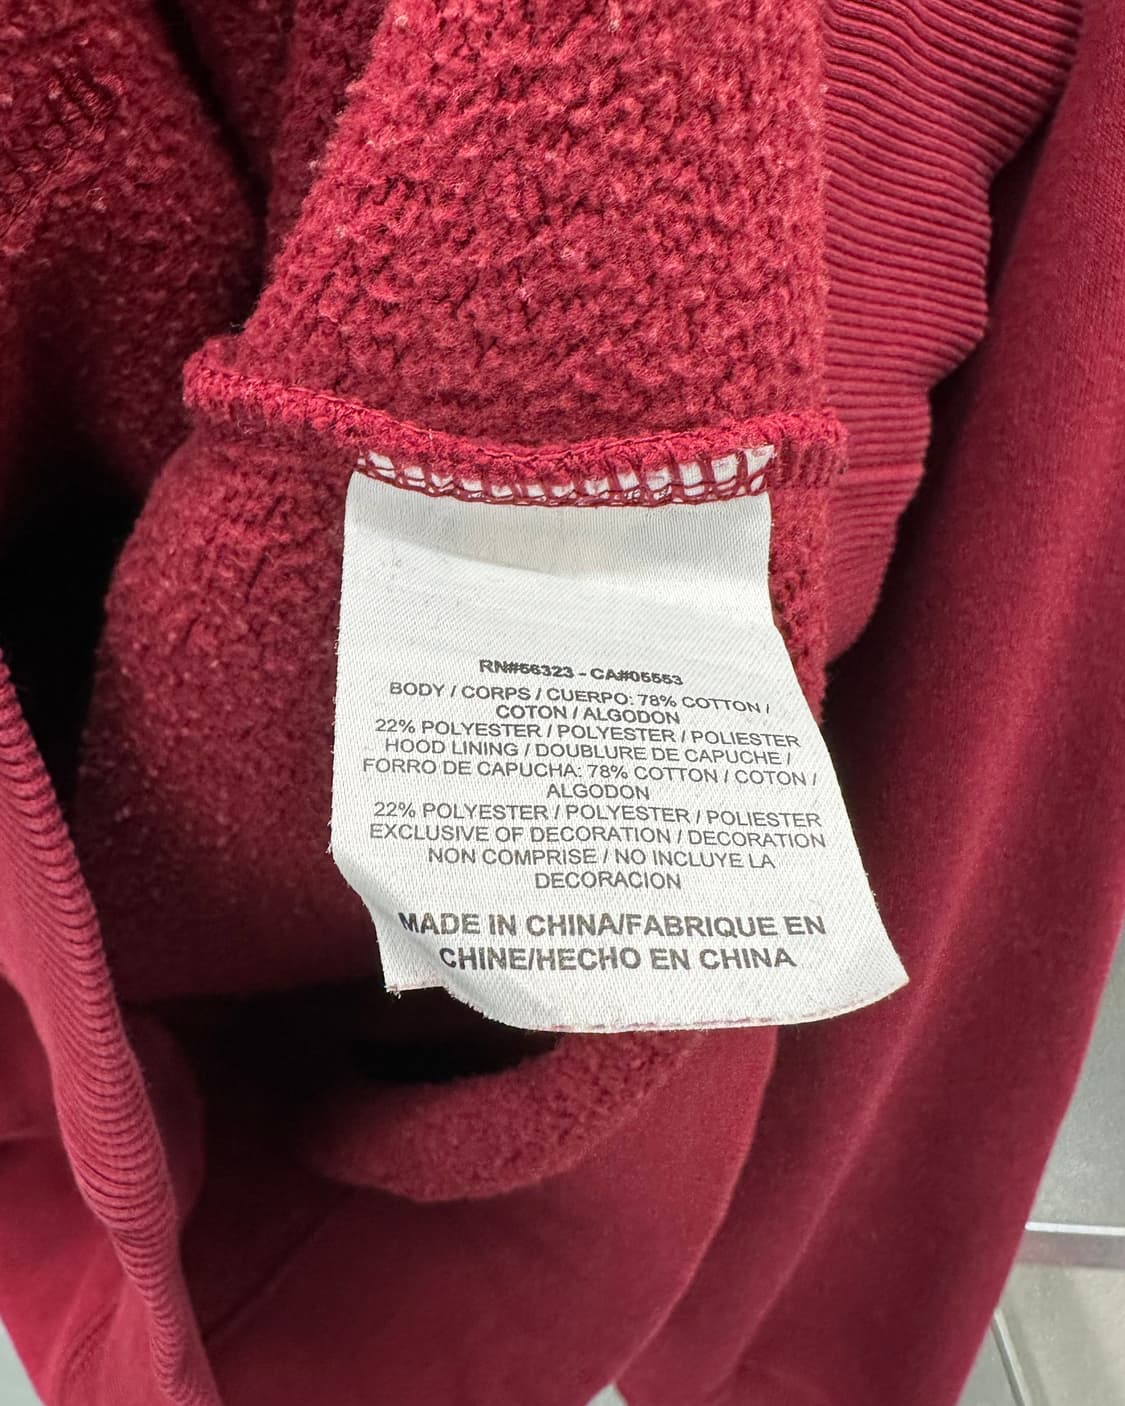 RN#56323 - CA#05553
BODY / CORPS / CUERPO: 78% COTTON /
COTON / ALGODON
22% POLYESTER / POLYESTER / POLIESTER
HOOD LINING / DOUBLURE DE CAPUCHE /
FORRO DE CAPUCHA: 78% COTTON / COTON /
ALGODON
22% POLYESTER / POLYESTER / POLIESTER
EXCLUSIVE OF DECORATION / DECORATION
NON COMPRISE / NO INCLUYE LA
DECORACION
MADE IN CHINA/FABRIQUE EN
CHINE/HECHO EN CHINA